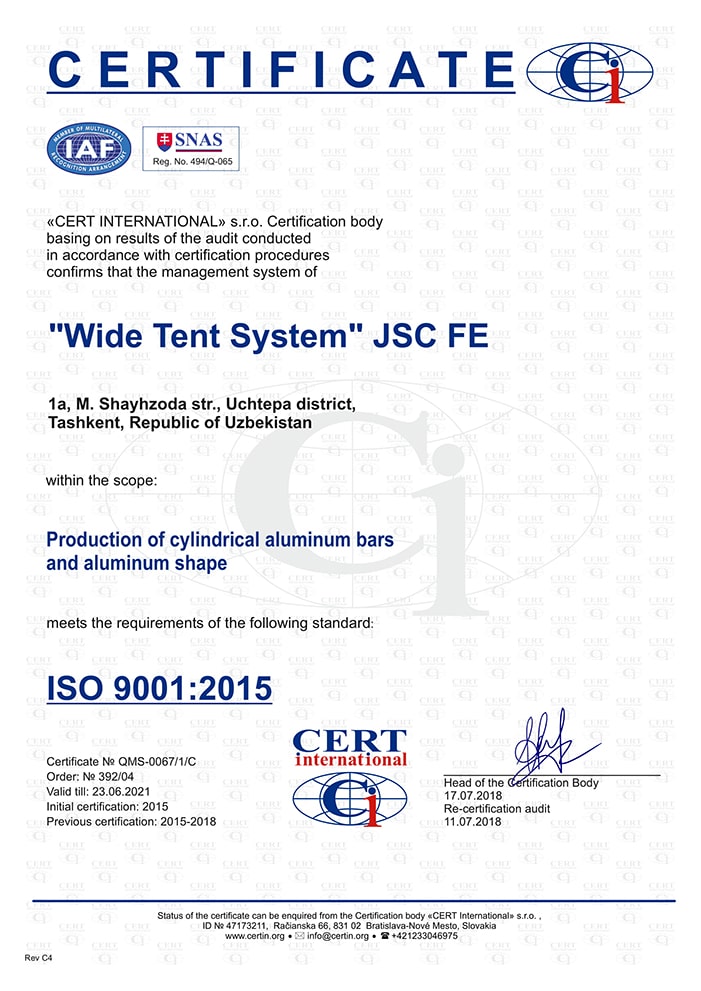 CERTIFICATE
Ci
MEMBER OF MULTILATERAL
IAF
RECOGNITION ARRANGEMENT
SNAS
Reg. No. 494/Q-065
«CERT INTERNATIONAL» s.r.o. Certification body
basing on results of the audit conducted
in accordance with certification procedures
confirms that the management system of
"Wide Tent System" JSC FE
1a, M. Shayhzoda str., Uchtepa district,
Tashkent, Republic of Uzbekistan
within the scope:
Production of cylindrical aluminum bars
and aluminum shape
meets the requirements of the following standard:
ISO 9001:2015
Certificate № QMS-0067/1/C
Order: № 392/04
Valid till: 23.06.2021
Initial certification: 2015
Previous certification: 2015-2018
CERT
international
Ci
Head of the Certification Body
17.07.2018
Re-certification audit
11.07.2018
Status of the certificate can be enquired from the Certification body «CERT International» s.r.o. ,
ID № 47173211, Račianska 66, 831 02 Bratislava-Nové Mesto, Slovakia
www.certin.org • ✉ info@certin.org • ☎ +421233046975
Rev C4